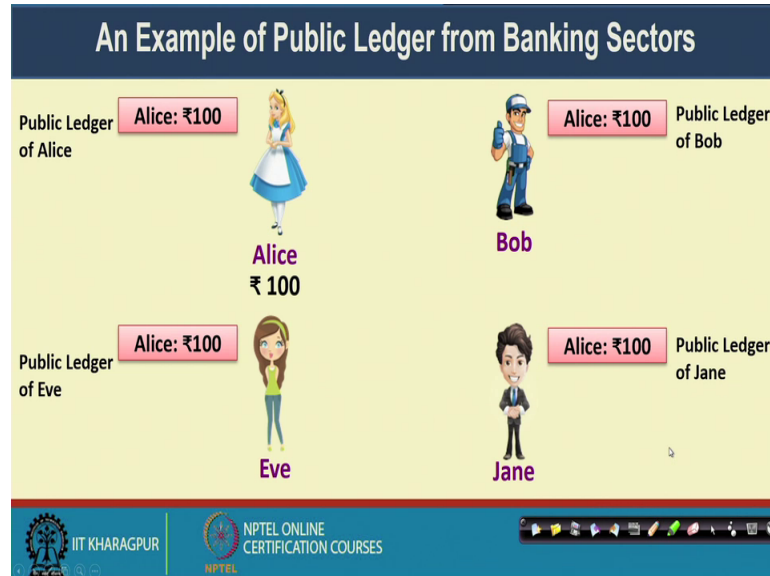 An Example of Public Ledger from Banking Sectors
Public Ledger
of Alice
Alice: ₹100
Alice
₹ 100
Alice: ₹100
Public Ledger
of Bob
Bob
Public Ledger
of Eve
Alice: ₹100
Eve
Alice: ₹100
Public Ledger
of Jane
Jane
IIT KHARAGPUR
NPTEL
NPTEL ONLINE
CERTIFICATION COURSES